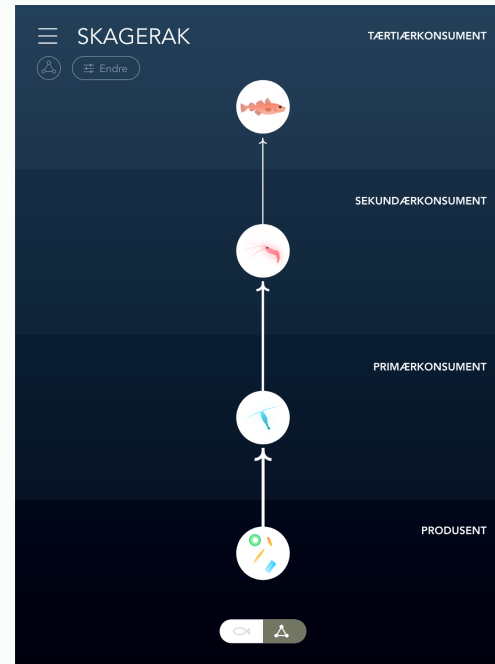 SKAGERAK
TÆRTIÆRKONSUMENT
Endre
SEKUNDÆRKONSUMENT
PRIMÆRKONSUMENT
PRODUSENT